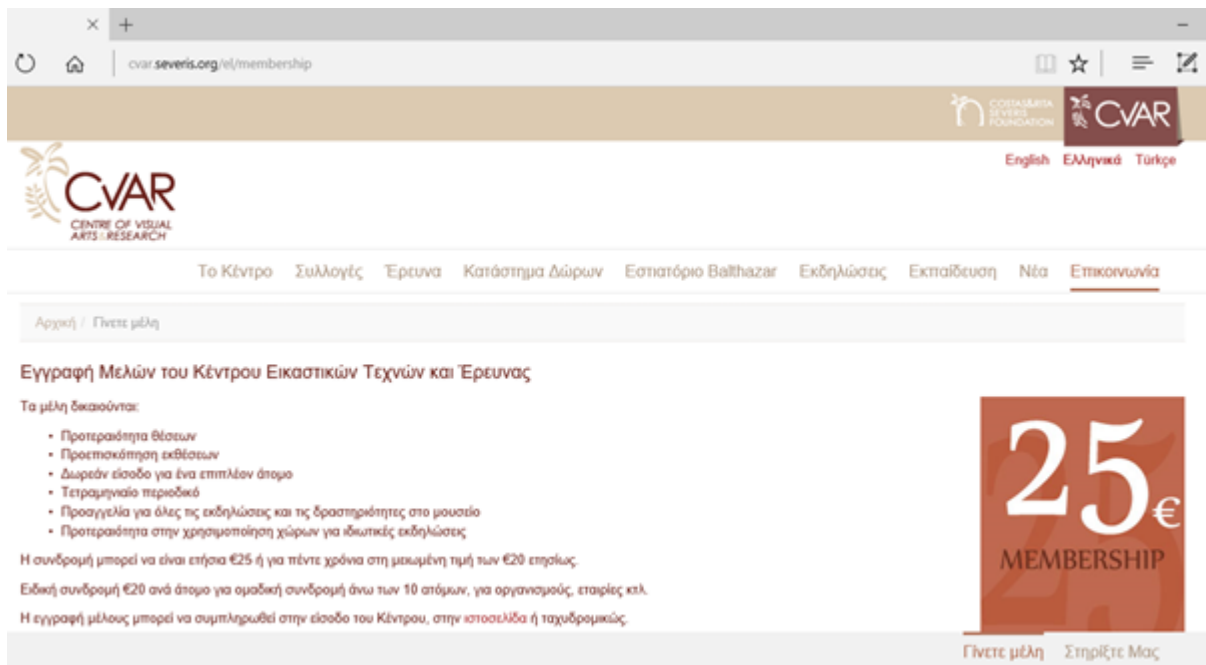 cvar.severis.org/el/membership
COSTAS&RITA
SEVERIS
FOUNDATION
CVAR
English Ελληνικά Türkçe
CVAR
CENTRE OF VISUAL
ARTS&RESEARCH
Το Κέντρο Συλλογές Έρευνα Κατάστημα Δώρων Εστιατόριο Balthazar Εκδηλώσεις Εκπαίδευση Νέα Επικοινωνία
Αρχική / Γίνετε μέλη
Εγγραφή Μελών του Κέντρου Εικαστικών Τεχνών και Έρευνας
Τα μέλη δικαιούνται:
• Προτεραιότητα θέσεων
• Προεπισκόπηση εκθέσεων
• Δωρεάν είσοδο για ένα επιπλέον άτομο
• Τετραμηνιαίο περιοδικό
• Προαγγελία για όλες τις εκδηλώσεις και τις δραστηριότητες στο μουσείο
• Προτεραιότητα στην χρησιμοποίηση χώρων για ιδιωτικές εκδηλώσεις
Η συνδρομή μπορεί να είναι ετήσια €25 ή για πέντε χρόνια στη μειωμένη τιμή των €20 ετησίως.
Ειδική συνδρομή €20 ανά άτομο για ομαδική συνδρομή άνω των 10 ατόμων, για οργανισμούς, εταιρίες κτλ.
Η εγγραφή μέλους μπορεί να συμπληρωθεί στην είσοδο του Κέντρου, στην ιστοσελίδα ή ταχυδρομικώς.
25€
MEMBERSHIP
Γίνετε μέλη Στηρίξτε Μας